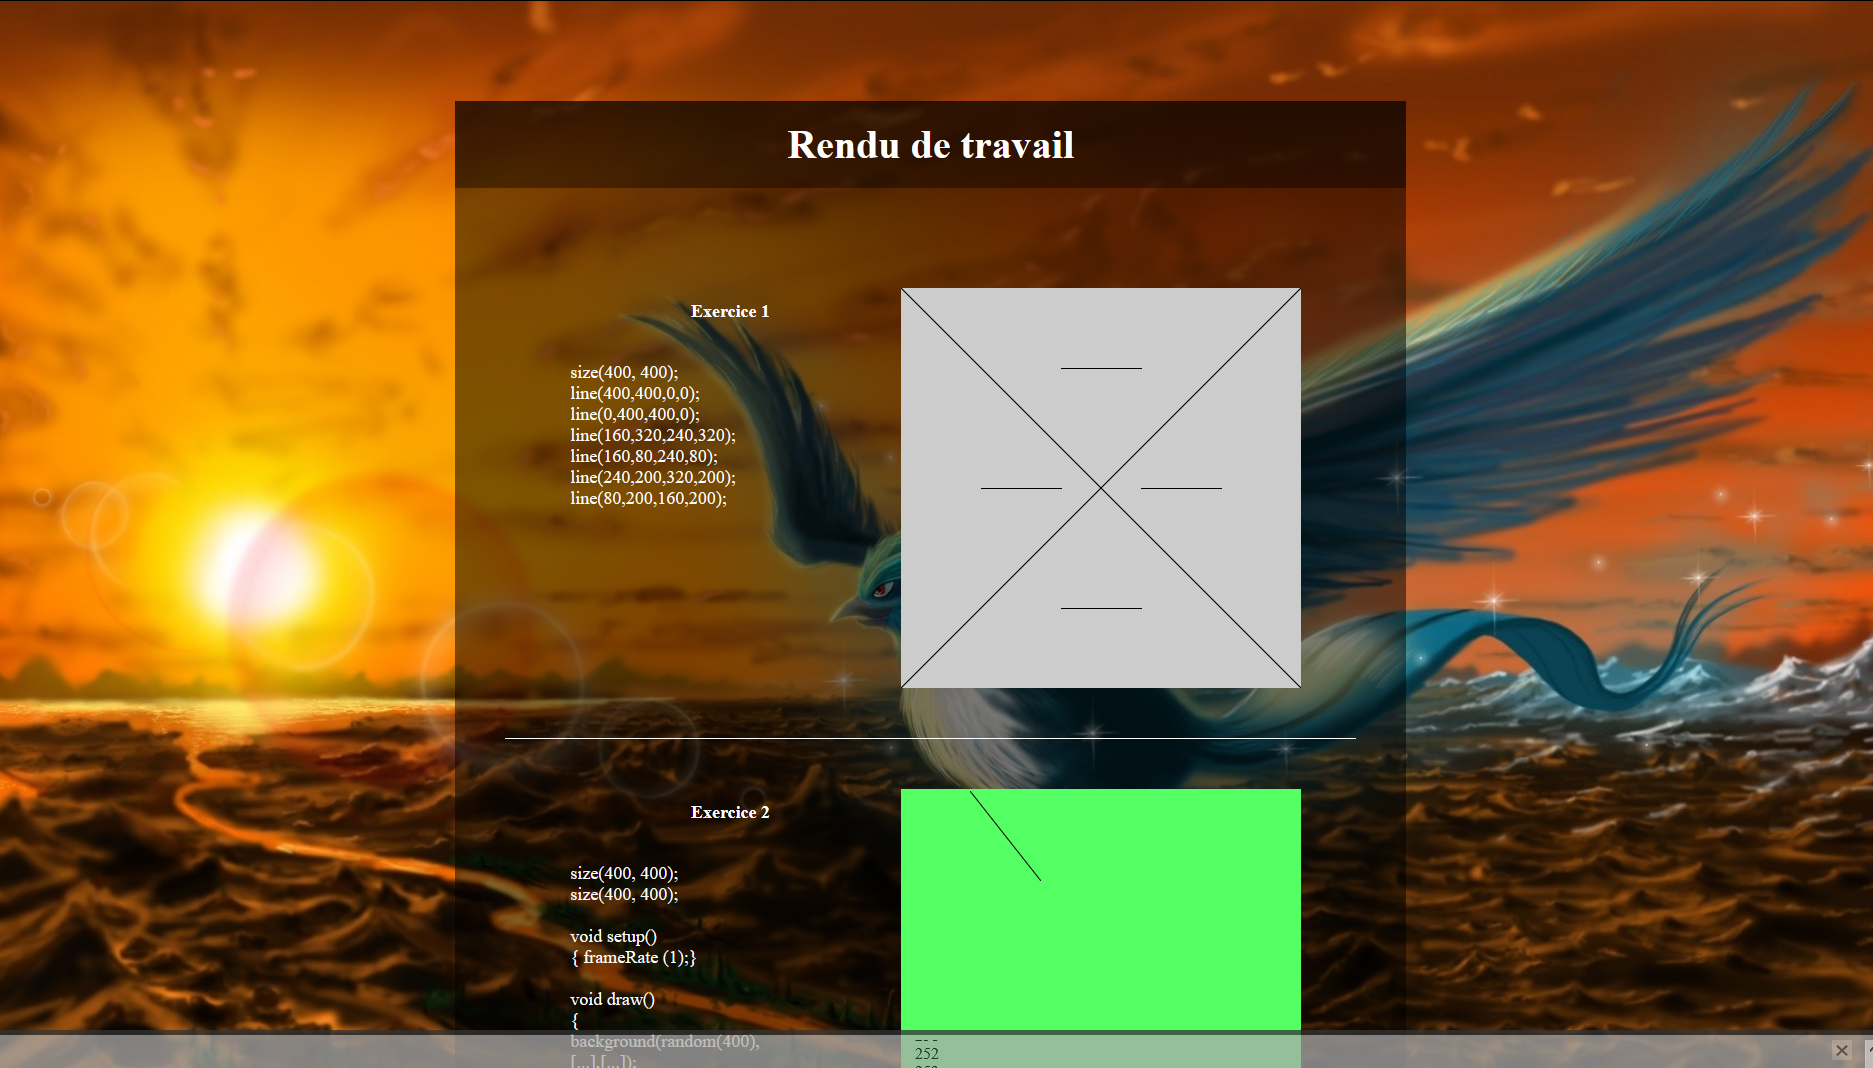 Rendu de travail
Exercice 1
size(400, 400);
line(400,400,0,0);
line(0,400,400,0);
line(160,320,240,320);
line(160,80,240,80);
line(240,200,320,200);
line(80,200,160,200);
Exercice 2
size(400, 400);
size(400, 400);
void setup()
{ frameRate (1);}
void draw()
{
background(random(400),
[...],[...]);
252